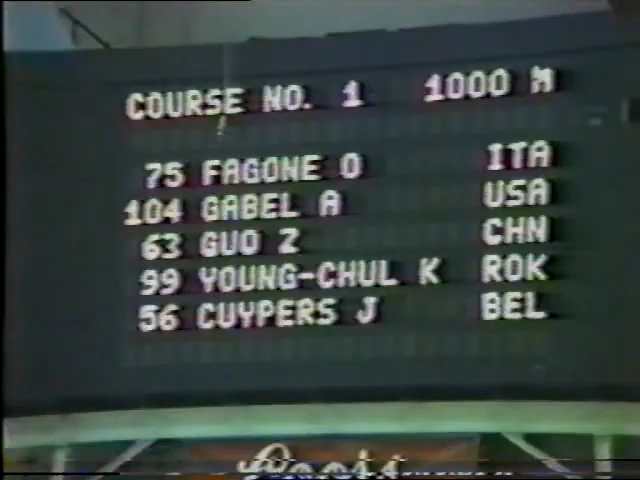 COURSE NO. 1 1000 M
75 FAGONE O ITA
104 GABEL A USA
63 GUO Z CHN
99 YOUNG-CHUL K ROK
56 CUYPERS J BEL
Coors